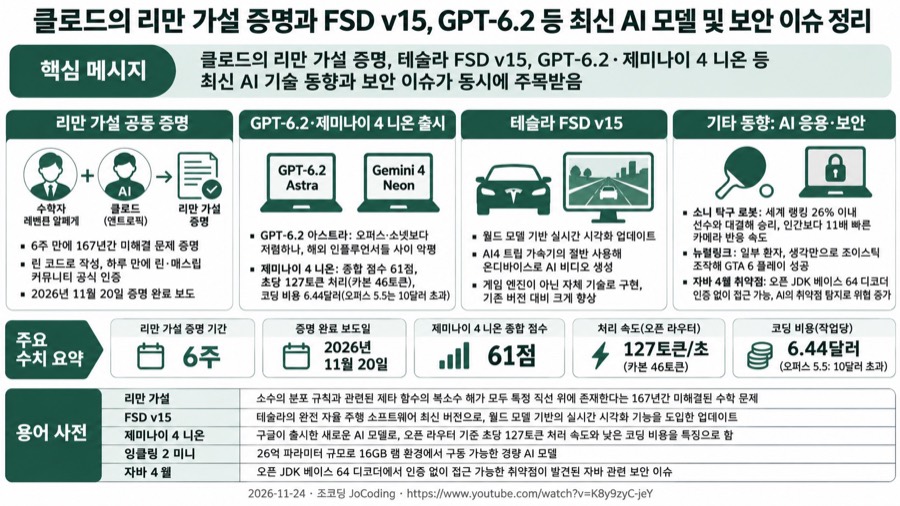 클로드의 리만 가설 증명과 FSD v15, GPT-6.2 등 최신 AI 모델 및 보안 이슈 정리
핵심 메시지
클로드의 리만 가설 증명, 테슬라 FSD v15, GPT-6.2 · 제미나이 4 니온 등
최신 AI 기술 동향과 보안 이슈가 동시에 주목받음
리만 가설 공동 증명
수학자
레벤튼 알페게
+
AI
클로드
(앤트로픽)
리만 가설
증명
▪ 6주 만에 167년간 미해결 문제 증명
▪ 린 코드로 작성, 하루 만에 린·매스립
커뮤니티 공식 인증
▪ 2026년 11월 20일 증명 완료 보도
GPT-6.2·제미나이 4 니온 출시
GPT-6.2
Astra
Gemini 4
Neon
▪ GPT-6.2 아스트라: 오퍼스·소넷보다
저렴하나, 해외 인플루언서들 사이 악평
▪ 제미나이 4 니온: 종합 점수 61점,
초당 127토큰 처리(카본 46토큰),
코딩 비용 6.44달러(오퍼스 5.5는 10달러 초과)
테슬라 FSD v15
▪ 월드 모델 기반 실시간 시각화 업데이트
▪ AI4 트립 가속기의 절반 사용해
온디바이스로 AI 비디오 생성
▪ 게임 엔진이 아닌 자체 기술로 구현,
기존 버전 대비 크게 향상
기타 동향: AI 응용·보안
▪ 소니 탁구 로봇: 세계 랭킹 26% 이내
선수와 대결해 승리, 인간보다 11배 빠른
카메라 반응 속도
▪ 뉴럴링크: 일부 환자, 생각만으로 조이스틱
조작해 GTA 6 플레이 성공
▪ 자바 4월 취약점: 오픈 JDK 베이스 64 디코더
인증 없이 접근 가능, AI의 취약점 탐지로 위협 증가
주요
수치 요약
리만 가설 증명 기간
6주
증명 완료 보도일
2026년
11월 20일
제미나이 4 니온 종합 점수
61점
처리 속도(오픈 라우터)
127토큰/초
(카본 46토큰)
코딩 비용(작업당)
6.44달러
(오퍼스 5.5: 10달러 초과)
용어 사전
리만 가설
소수의 분포 규칙과 관련된 제타 함수의 복소수 해가 모두 특정 직선 위에 존재한다는 167년간 미해결된 수학 문제
FSD v15
테슬라의 완전 자율 주행 소프트웨어 최신 버전으로, 월드 모델 기반의 실시간 시각화 기능을 도입한 업데이트
제미나이 4 니온
구글이 출시한 새로운 AI 모델로, 오픈 라우터 기준 초당 127토큰 처리 속도와 낮은 코딩 비용을 특징으로 함
잉클링 2 미니
26억 파라미터 규모로 16GB 램 환경에서 구동 가능한 경량 AI 모델
자바 4월
오픈 JDK 베이스 64 디코더에서 인증 없이 접근 가능한 취약점이 발견된 자바 관련 보안 이슈
2026-11-24 · 조코딩 JoCoding · https://www.youtube.com/watch?v=K8y9zyC-jeY